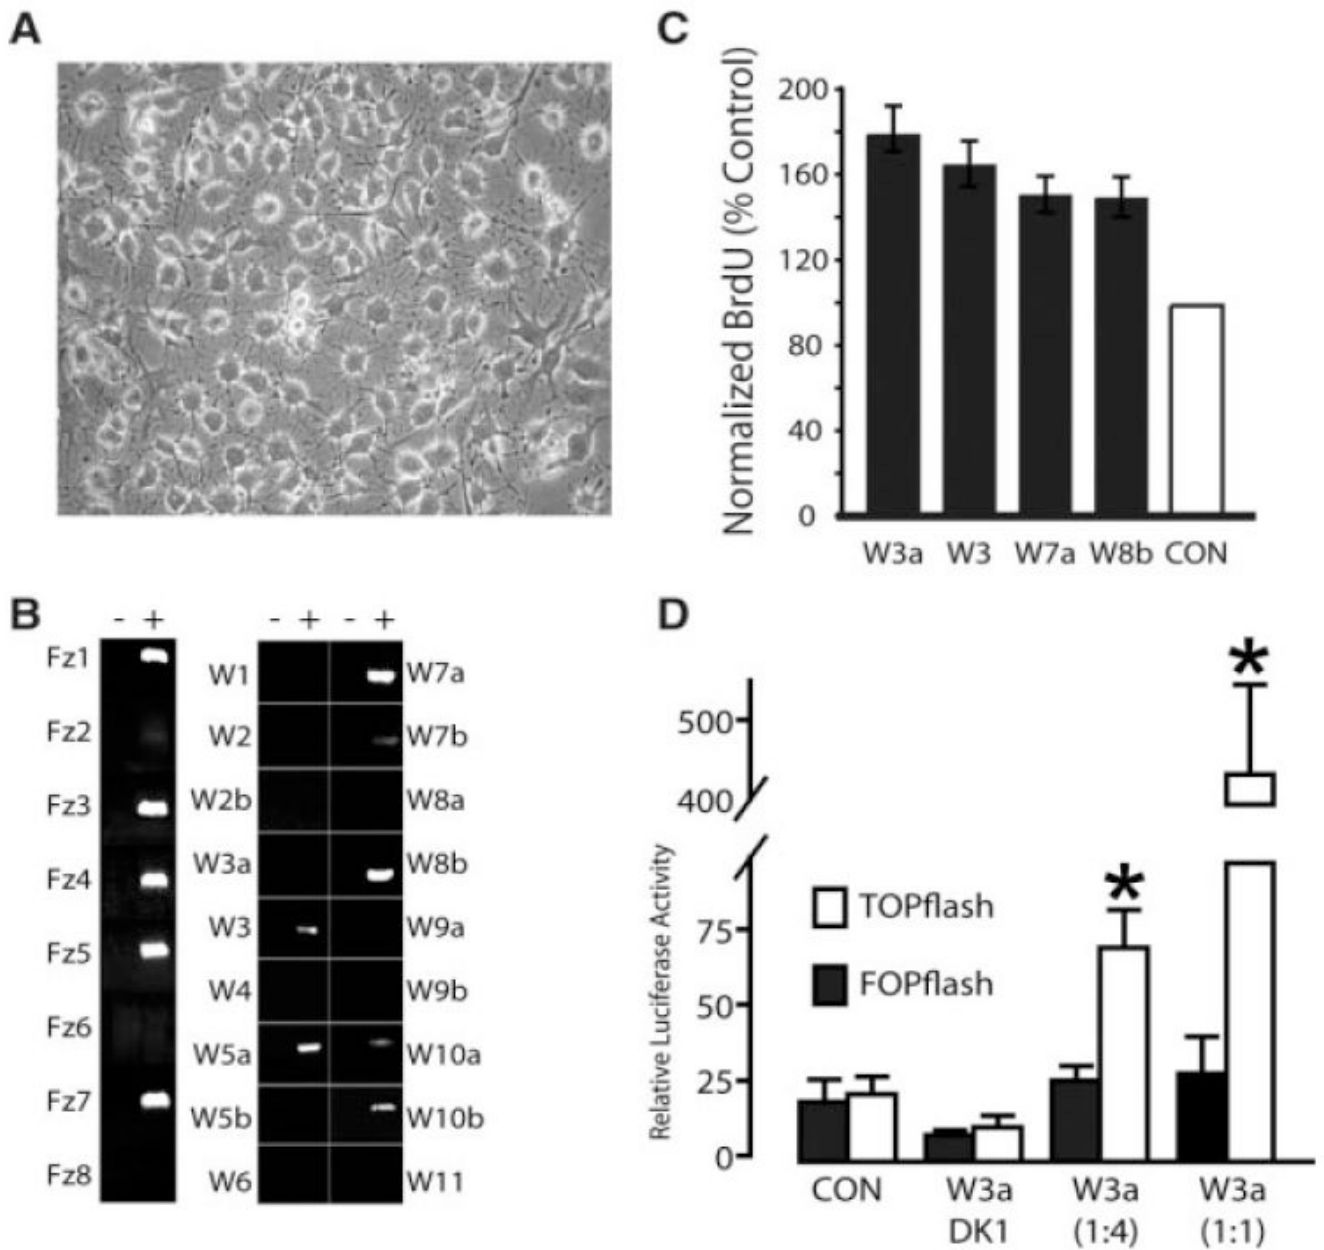 A
C
Normalized BrdU (% Control)
200
160
120
80
40
0
W3a W3 W7a W8b CON
B
- + - + - +
Fz1
Fz2
Fz3
Fz4
Fz5
Fz6
Fz7
Fz8
W1
W2
W2b
W3a
W3
W4
W5a
W5b
W6
W7a
W7b
W8a
W8b
W9a
W9b
W10a
W10b
W11
D
Relative Luciferase Activity
500
400
75
50
25
0
*
*
TOPflash
FOPflash
CON W3a W3a W3a
DK1 (1:4) (1:1)